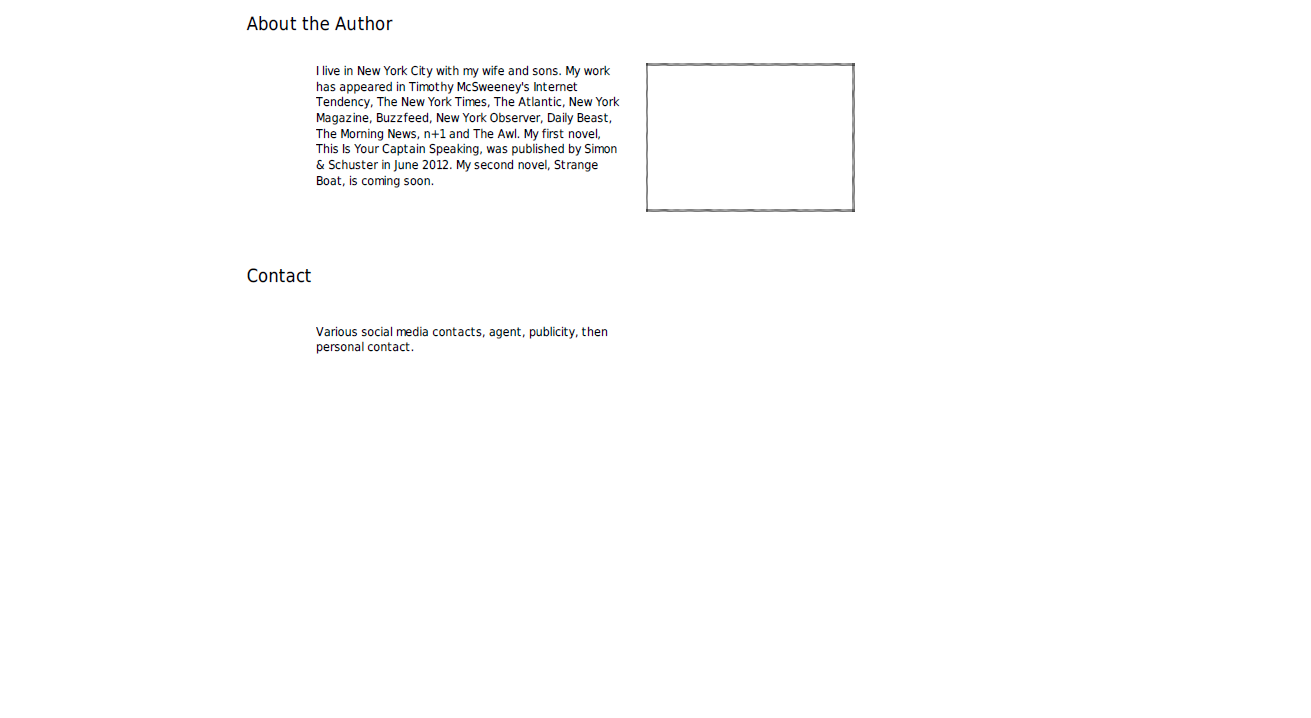 About the Author
I live in New York City with my wife and sons. My work
has appeared in Timothy McSweeney's Internet
Tendency, The New York Times, The Atlantic, New York
Magazine, Buzzfeed, New York Observer, Daily Beast,
The Morning News, n+1 and The Awl. My first novel,
This Is Your Captain Speaking, was published by Simon
& Schuster in June 2012. My second novel, Strange
Boat, is coming soon.
Contact
Various social media contacts, agent, publicity, then
personal contact.